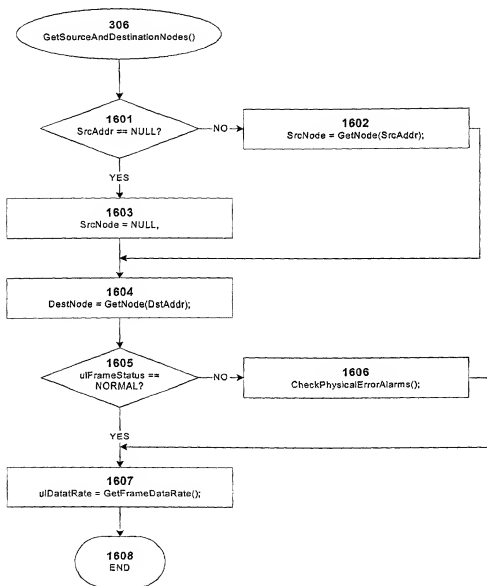 306
GetSourceAndDestinationNodes()
1601
SrcAddr == NULL?
NO
1602
SrcNode = GetNode(SrcAddr);
YES
1603
SrcNode = NULL,
1604
DestNode = GetNode(DstAddr);
1605
ulFrameStatus ==
NORMAL?
NO
1606
CheckPhysicalErrorAlarms();
YES
1607
ulDatatRate = GetFrameDataRate();
1608
END